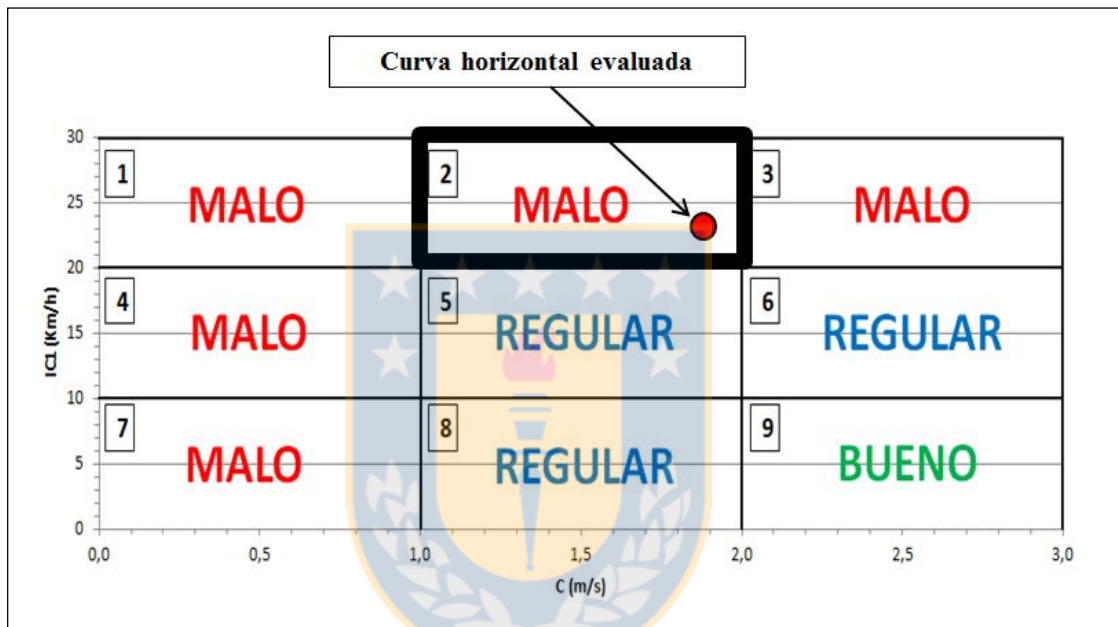 Curva horizontal evaluada
30
1
2
3
25
MALO
MALO
MALO
20
4
5
6
IC1 (Km/h)
15
MALO
REGULAR
REGULAR
10
7
8
9
5
MALO
REGULAR
BUENO
0
0,0
0,5
1,0
1,5
2,0
2,5
3,0
C (m/s)